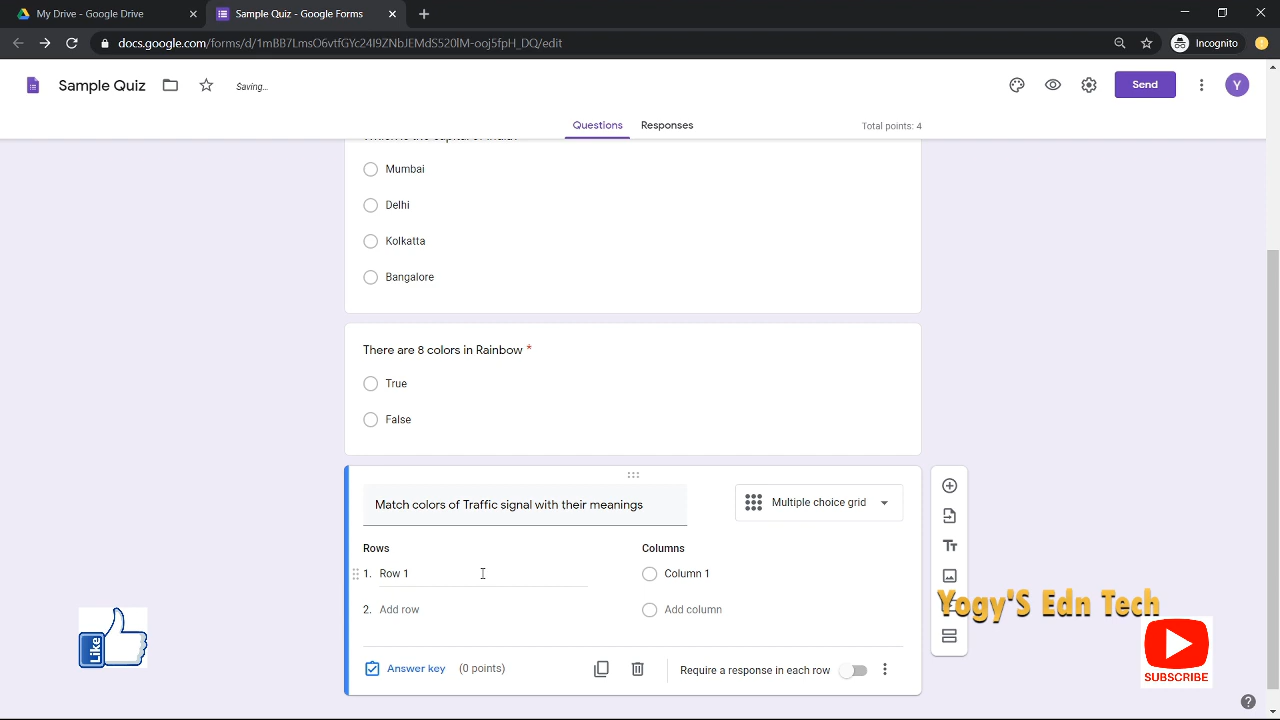 My Drive - Google Drive
Sample Quiz - Google Forms
docs.google.com/forms/d/1mBB7LmsO6vtfGYc24I9ZNbJEMdS520lM-ooj5fpH_DQ/edit
Incognito
Sample Quiz
Saving...
Send
Y
Questions
Responses
Total points: 4
Mumbai
Delhi
Kolkatta
Bangalore
There are 8 colors in Rainbow *
True
False
Match colors of Traffic signal with their meanings
Multiple choice grid
Rows
Columns
1. Row 1
Column 1
2. Add row
Add column
Yogy'S Edn Tech
Like
Answer key
(0 points)
Require a response in each row
SUBSCRIBE